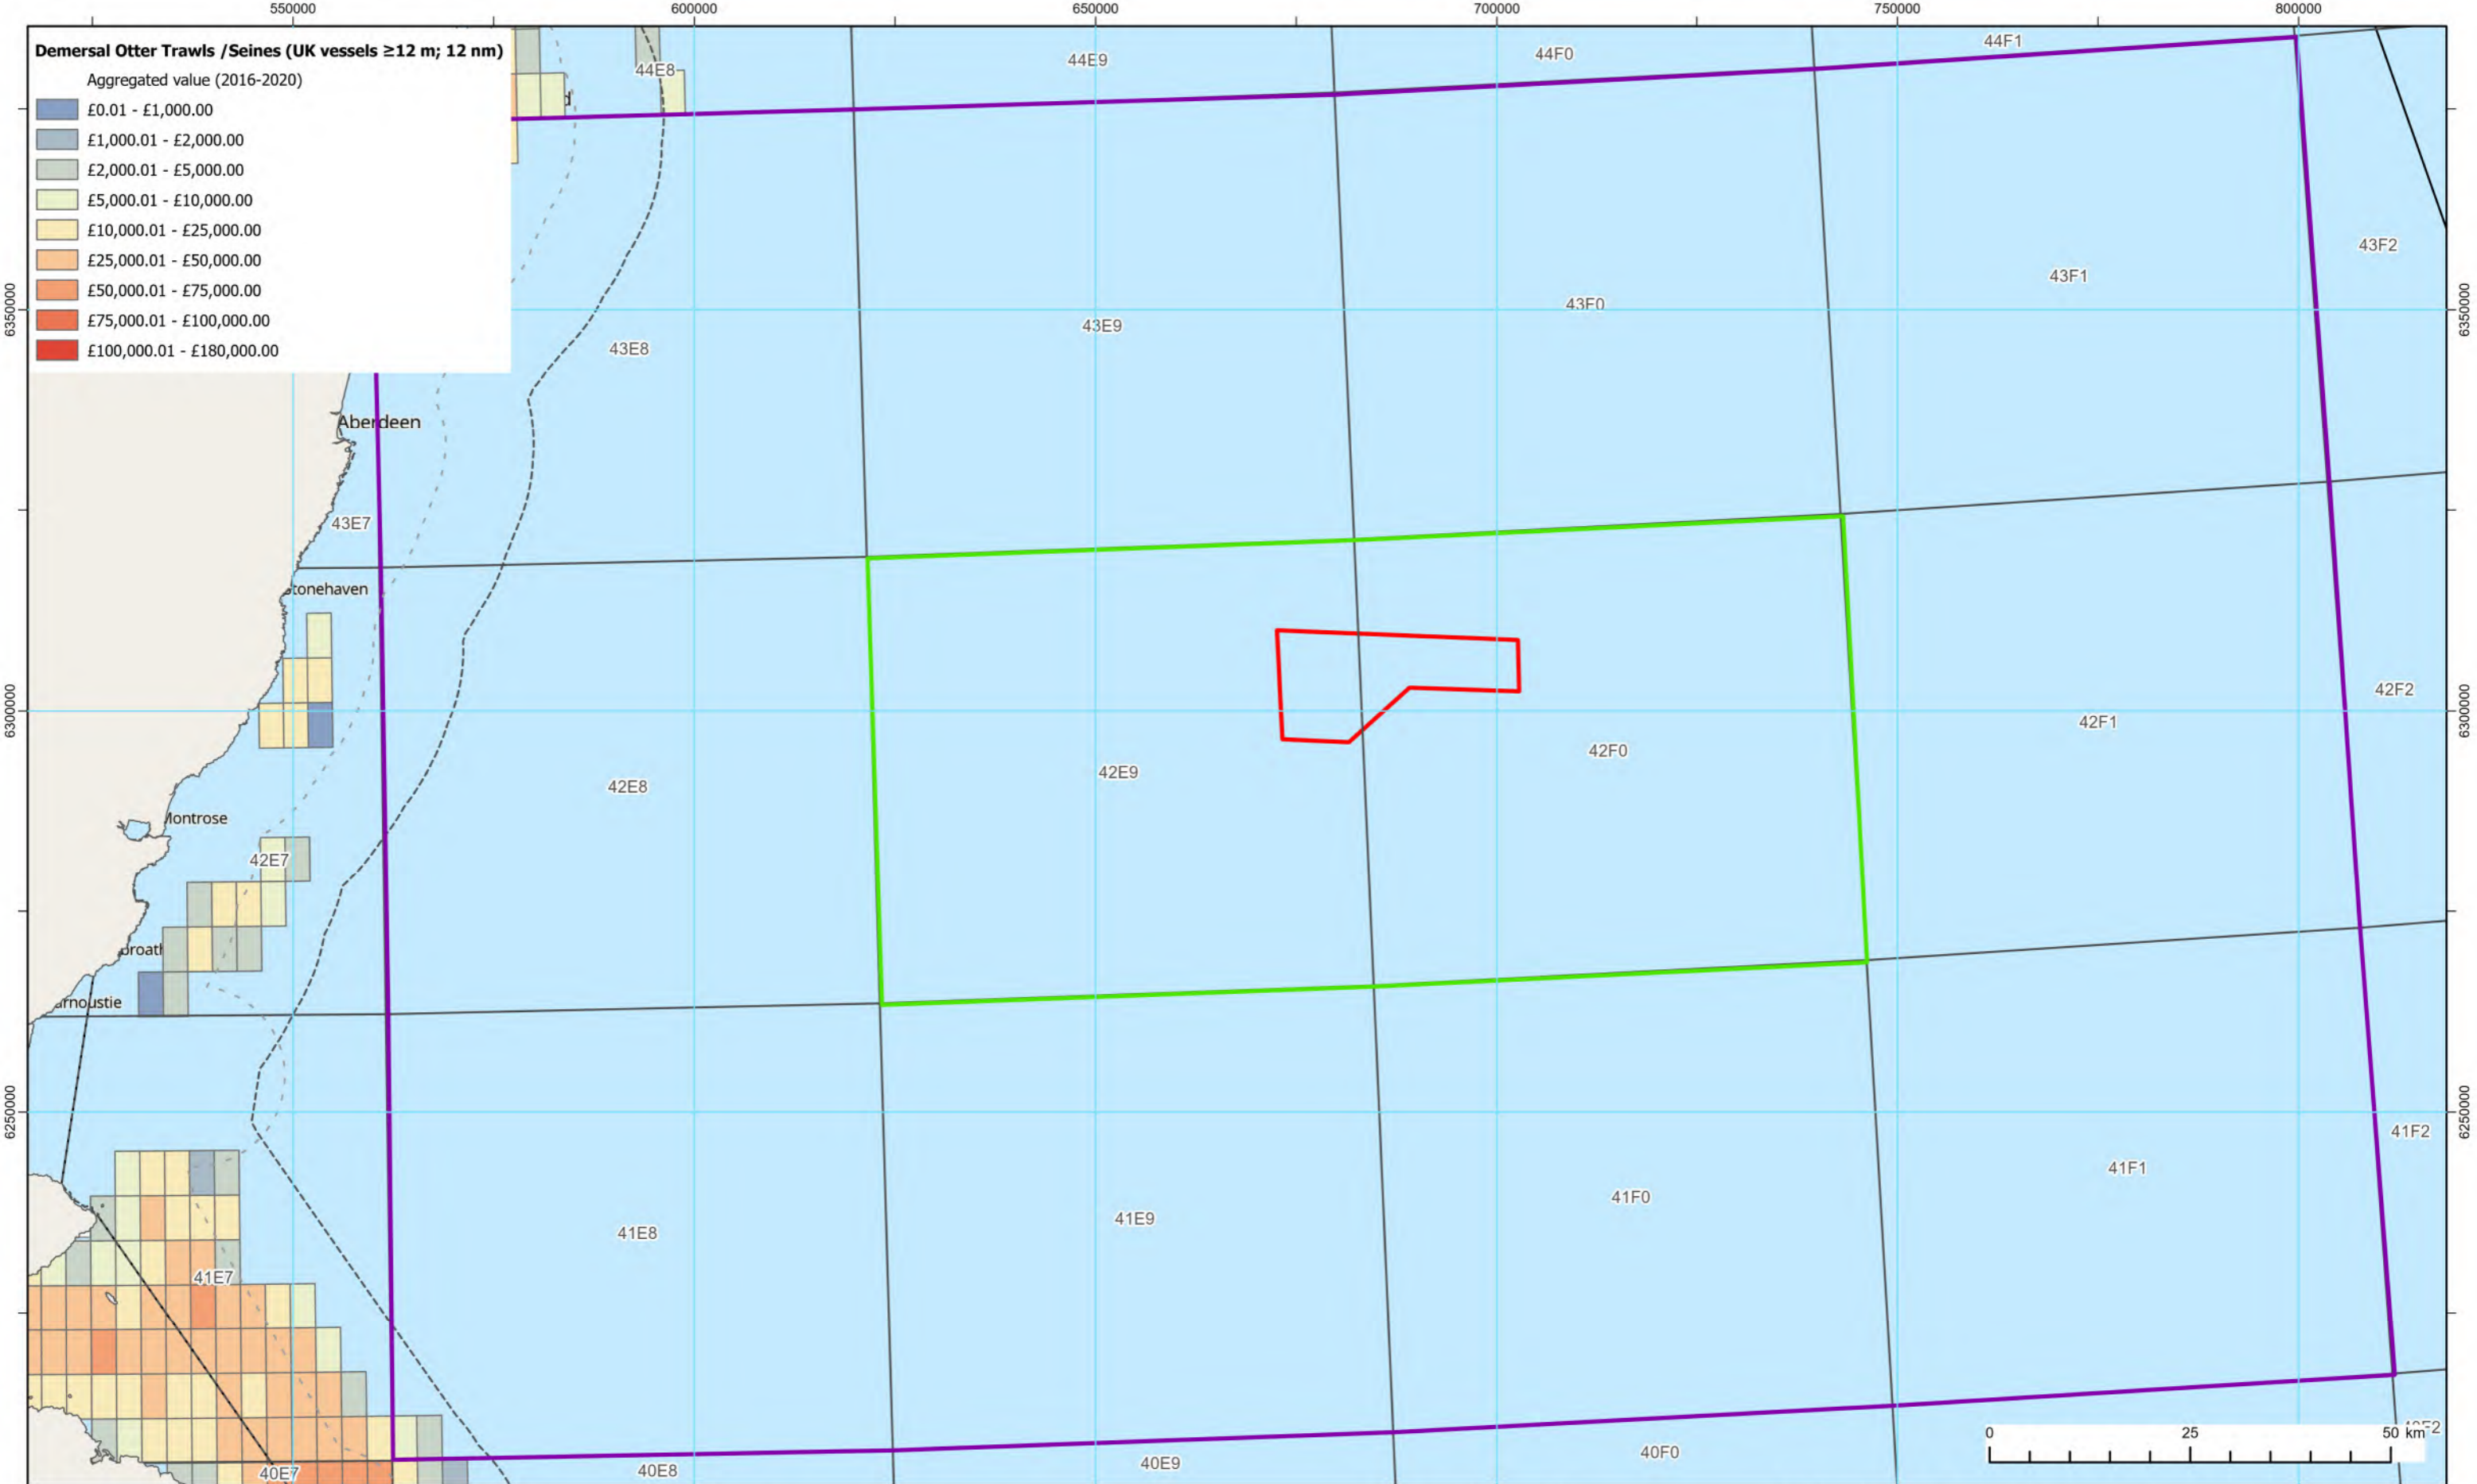 550000 600000 650000 700000 750000 800000
Demersal Otter Trawls /Seines (UK vessels ≥12 m; 12 nm)
Aggregated value (2016-2020)
£0.01 - £1,000.00
£1,000.01 - £2,000.00
£2,000.01 - £5,000.00
£5,000.01 - £10,000.00
£10,000.01 - £25,000.00
£25,000.01 - £50,000.00
£50,000.01 - £75,000.00
£75,000.01 - £100,000.00
£100,000.01 - £180,000.00
44E8 44E9 44F0 44F1
43F2
6350000 43E8 43E9 43F0 43F1 6350000
Aberdeen
43E7
tonehaven
6300000 42E8 42E9 42F0 42F1 42F2 6300000
Montrose
42E7
broath
arnoustie
6250000 6250000
41E7 41E8 41E9 41F0 41F1 41F2
0 25 50 km
40E7 40E8 40E9 40F0